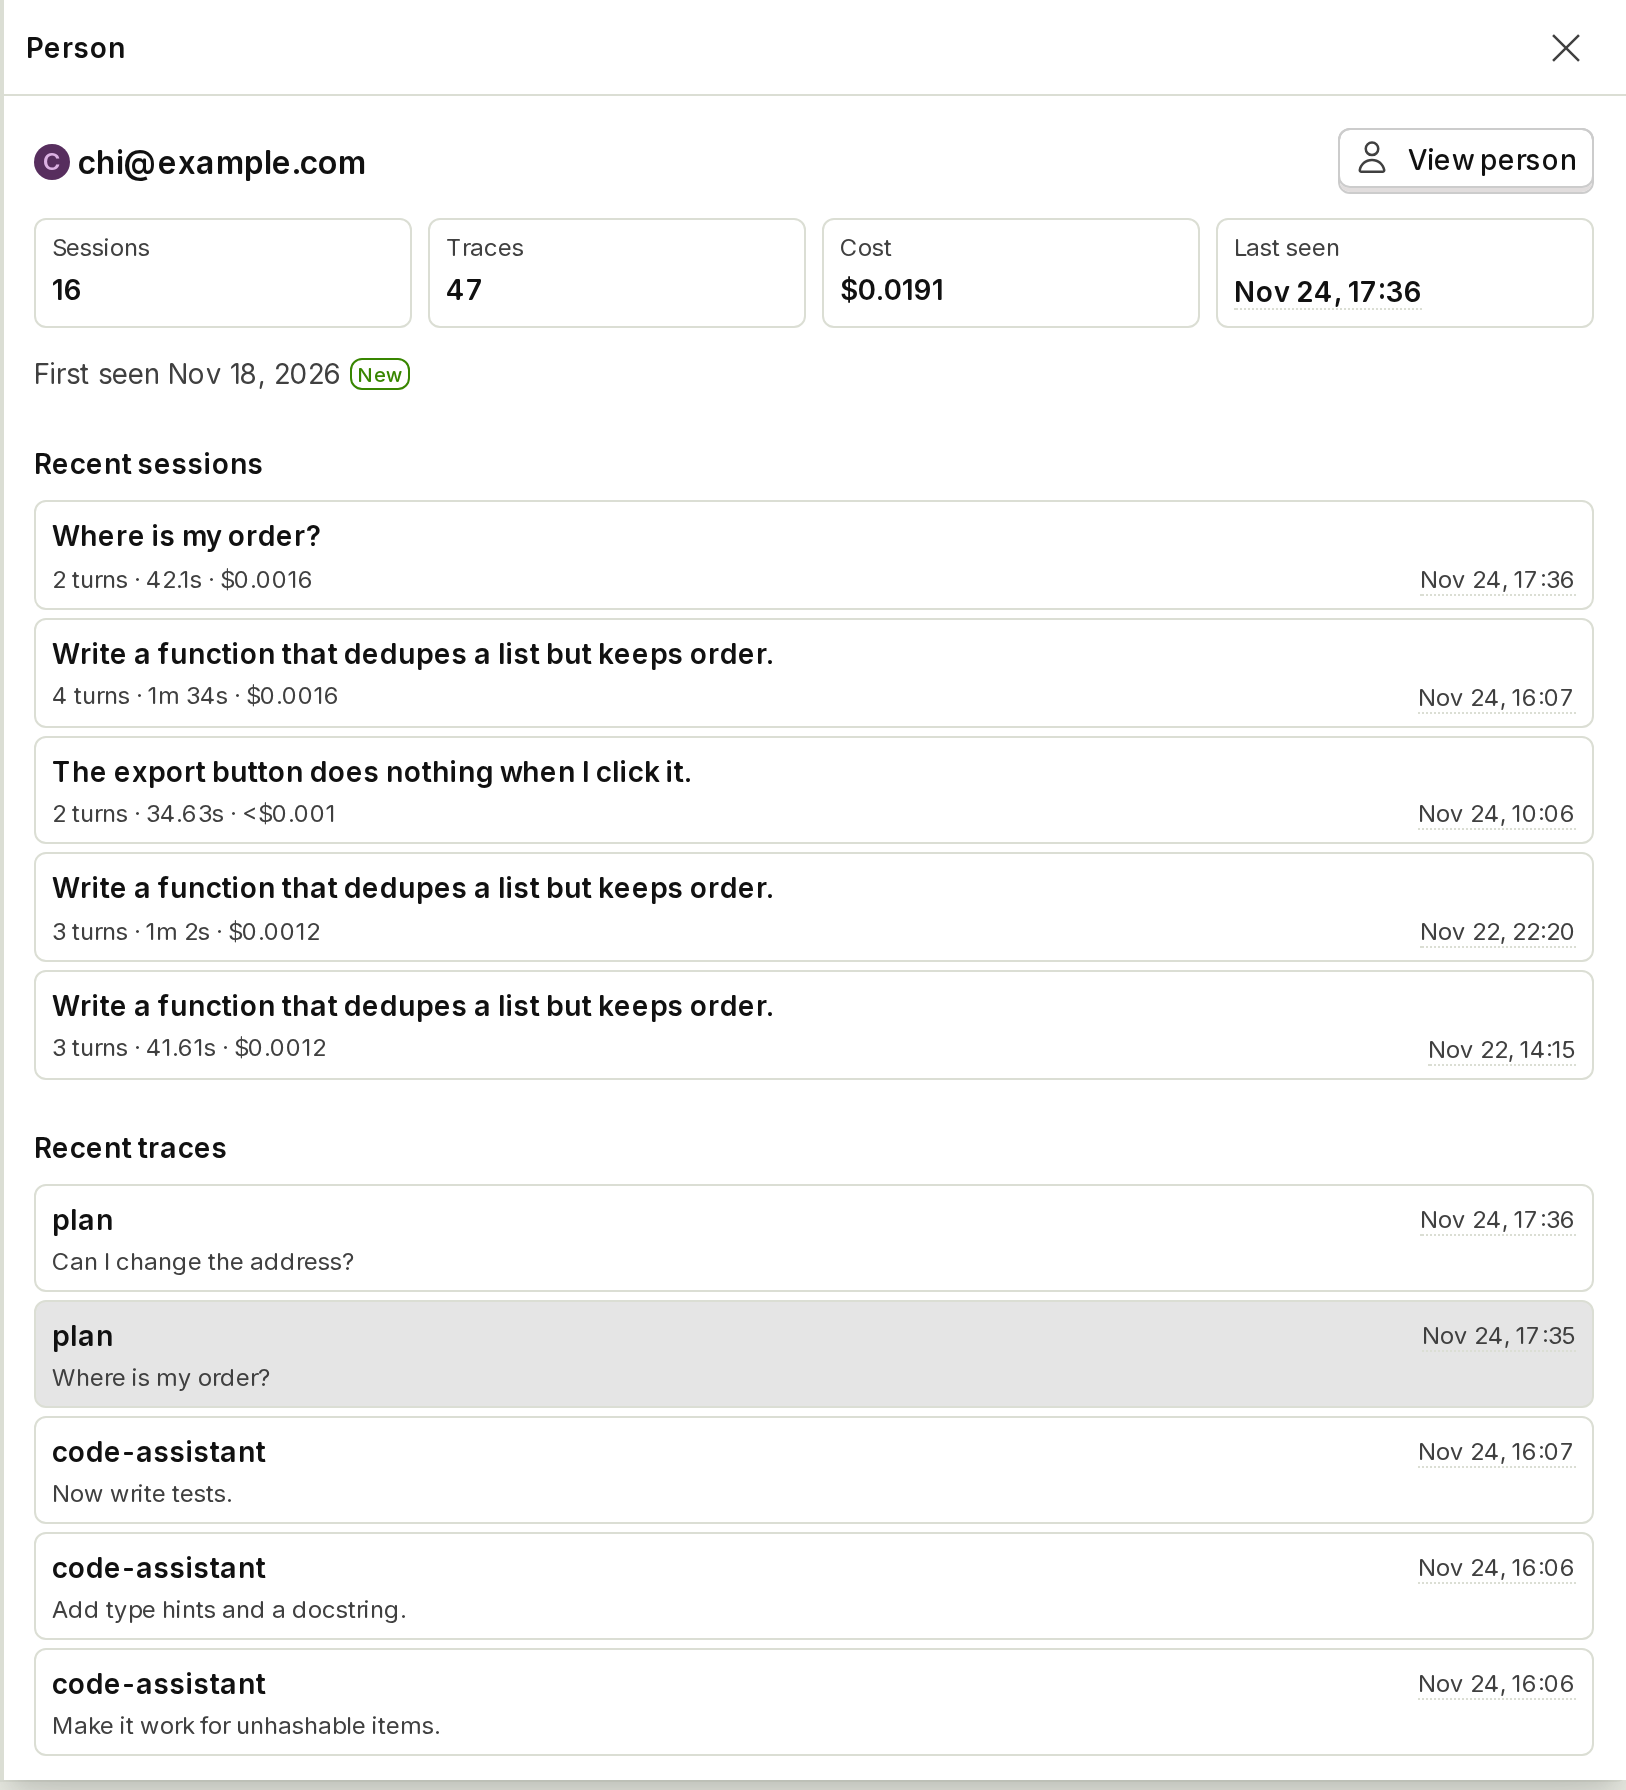 Person
C chi@example.com
View person
Sessions
16
Traces
47
Cost
$0.0191
Last seen
Nov 24, 17:36
First seen Nov 18, 2026 New
Recent sessions
Where is my order?
2 turns · 42.1s · $0.0016
Nov 24, 17:36
Write a function that dedupes a list but keeps order.
4 turns · 1m 34s · $0.0016
Nov 24, 16:07
The export button does nothing when I click it.
2 turns · 34.63s · <$0.001
Nov 24, 10:06
Write a function that dedupes a list but keeps order.
3 turns · 1m 2s · $0.0012
Nov 22, 22:20
Write a function that dedupes a list but keeps order.
3 turns · 41.61s · $0.0012
Nov 22, 14:15
Recent traces
plan
Nov 24, 17:36
Can I change the address?
plan
Nov 24, 17:35
Where is my order?
code-assistant
Nov 24, 16:07
Now write tests.
code-assistant
Nov 24, 16:06
Add type hints and a docstring.
code-assistant
Nov 24, 16:06
Make it work for unhashable items.